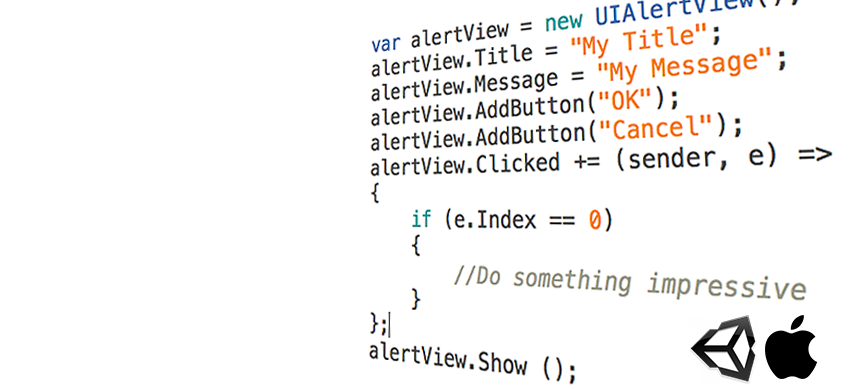 var alertView = new UIAlertView();
alertView.Title = "My Title";
alertView.Message = "My Message";
alertView.AddButton("OK");
alertView.AddButton("Cancel");
alertView.Clicked += (sender, e) =>
{
if (e.Index == 0)
{
//Do something impressive
}
};
alertView.Show ();